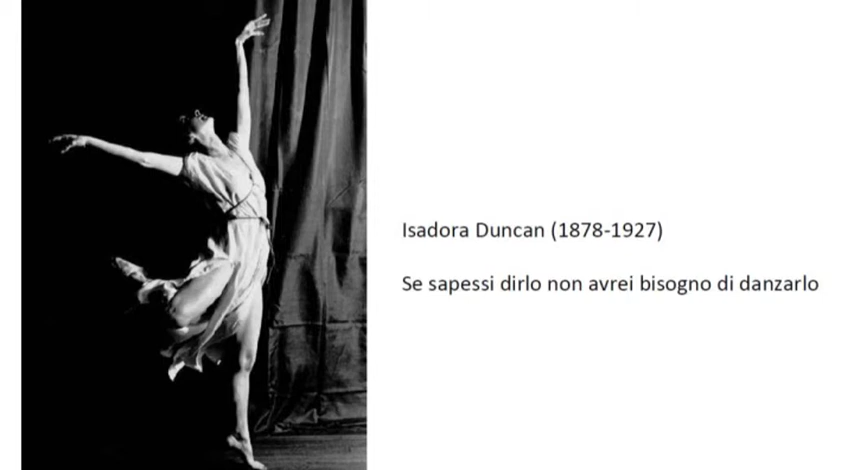 Isadora Duncan (1878-1927)
Se sapessi dirlo non avrei bisogno di danzarlo